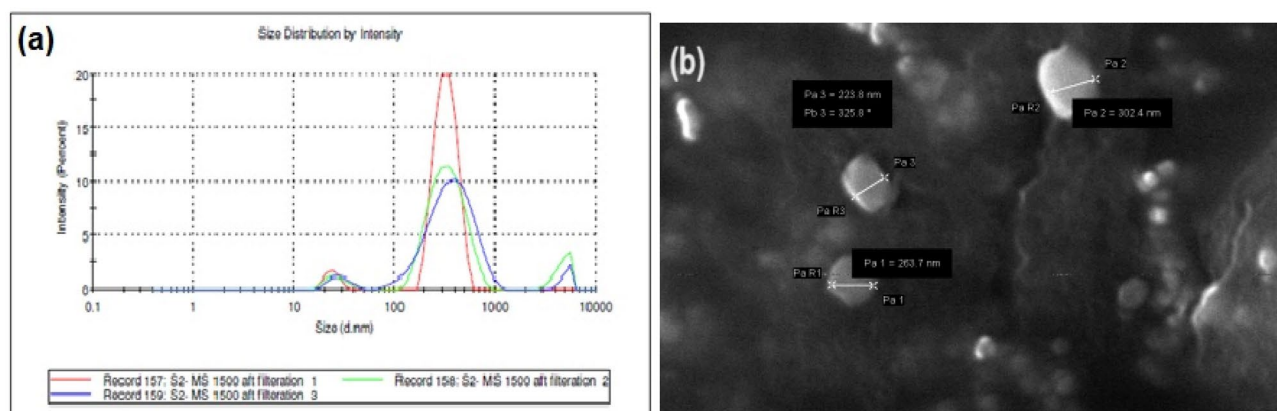 (a)
Size Distribution by Intensity
20
15
10
5
0
0.1 1 10 100 1000 10000
Intensility (Percent)
Size (d.nm)
Record 157: S2- MS 1500 aft filteration 1
Record 158: S2- MS 1500 aft filteration 2
Record 159: S2- MS 1500 aft filteration 3
(b)
Pa 2
Pa 3 = 223.8 nm
Pb 3 = 325.8 °
Pa R2
Pa 2 = 302.4 nm
Pa 3
Pa R3
Pa 1 = 263.7 nm
Pa R1
Pa 1